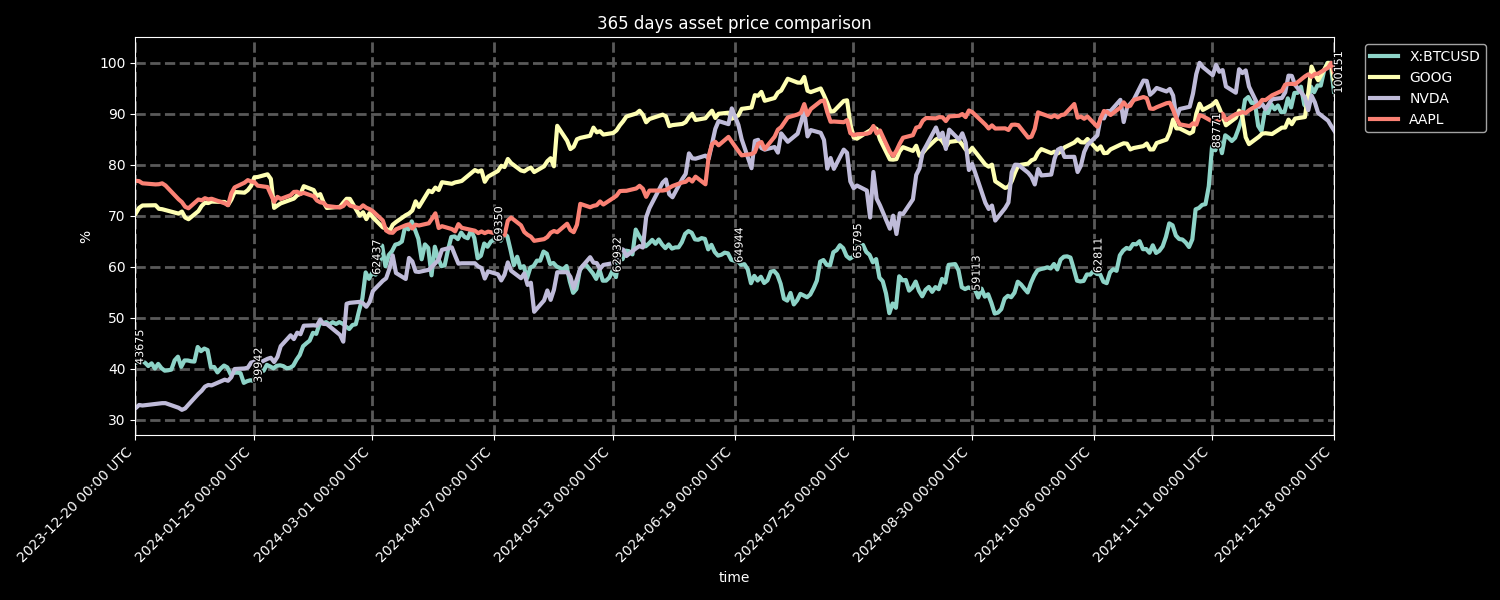 365 days asset price comparison
X:BTCUSD
GOOG
NVDA
AAPL
100
90
80
70
60
50
40
30
%
43675
39942
62437
69350
62932
64944
65795
59113
62811
88771
100151
2023-12-20 00:00 UTC
2024-01-25 00:00 UTC
2024-03-01 00:00 UTC
2024-04-07 00:00 UTC
2024-05-13 00:00 UTC
2024-06-19 00:00 UTC
2024-07-25 00:00 UTC
2024-08-30 00:00 UTC
2024-10-06 00:00 UTC
2024-11-11 00:00 UTC
2024-12-18 00:00 UTC
time